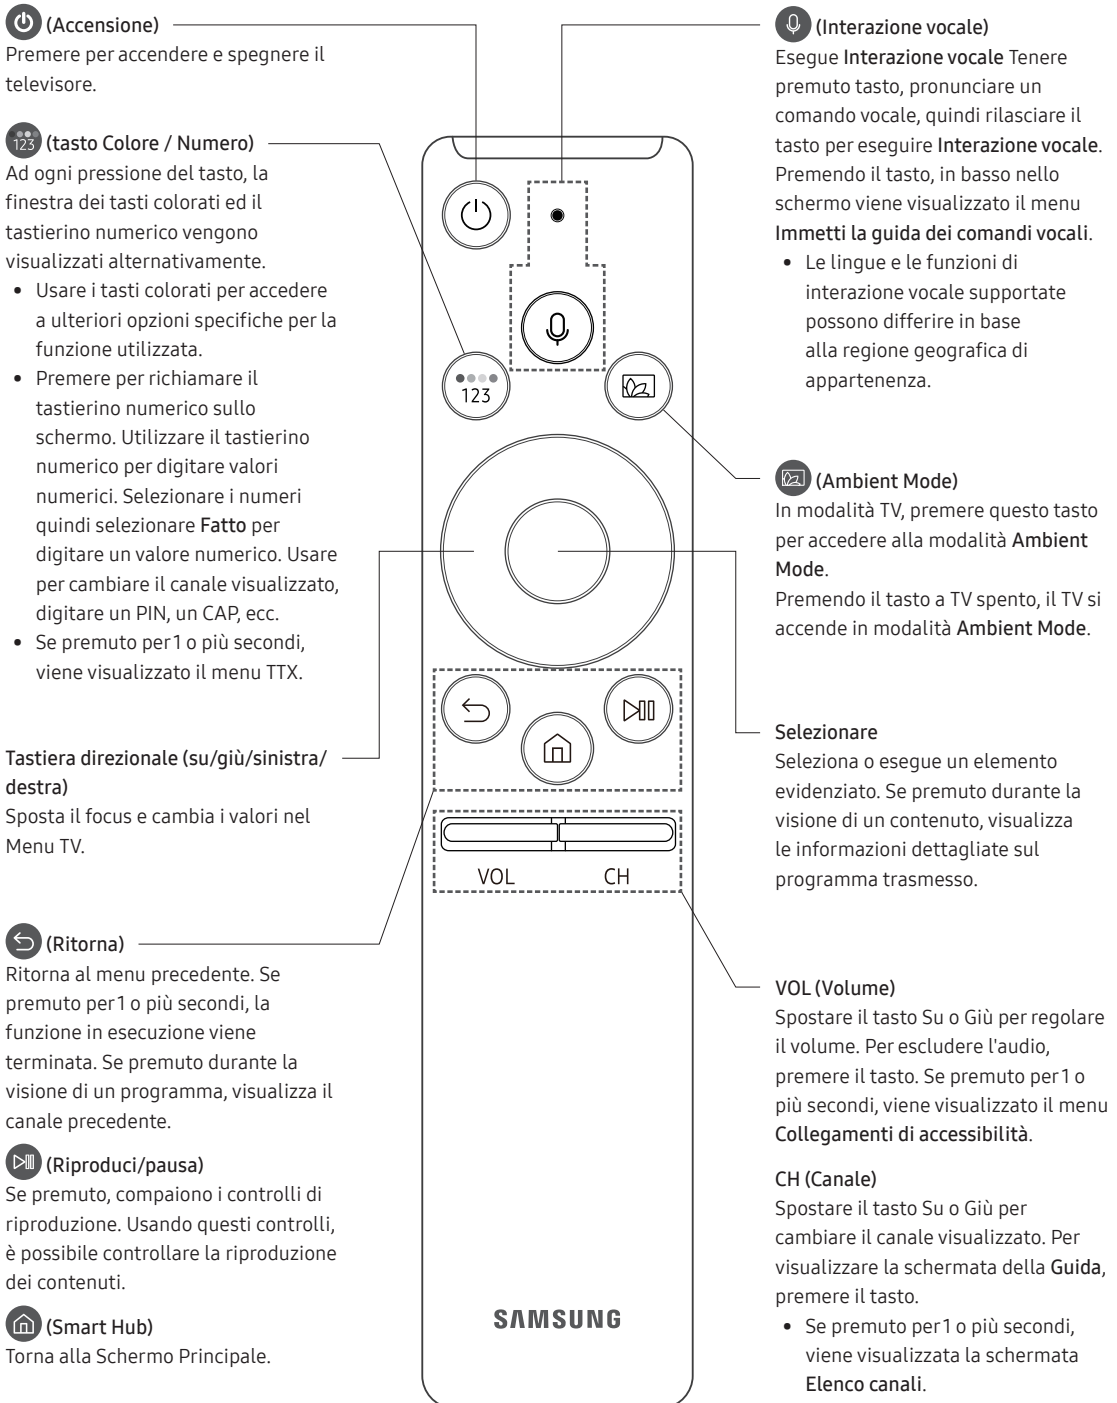 (Accensione)
Premere per accendere e spegnere il
televisore.
123 (tasto Colore / Numero)
Ad ogni pressione del tasto, la
finestra dei tasti colorati ed il
tastierino numerico vengono
visualizzati alternativamente.
• Usare i tasti colorati per accedere
a ulteriori opzioni specifiche per la
funzione utilizzata.
• Premere per richiamare il
tastierino numerico sullo
schermo. Utilizzare il tastierino
numerico per digitare valori
numerici. Selezionare i numeri
quindi selezionare Fatto per
digitare un valore numerico. Usare
per cambiare il canale visualizzato,
digitare un PIN, un CAP, ecc.
• Se premuto per 1 o più secondi,
viene visualizzato il menu TTX.
Tastiera direzionale (su/giù/sinistra/
destra)
Sposta il focus e cambia i valori nel
Menu TV.
(Ritorna)
Ritorna al menu precedente. Se
premuto per 1 o più secondi, la
funzione in esecuzione viene
terminata. Se premuto durante la
visione di un programma, visualizza il
canale precedente.
(Riproduci/pausa)
Se premuto, compaiono i controlli di
riproduzione. Usando questi controlli,
è possibile controllare la riproduzione
dei contenuti.
(Smart Hub)
Torna alla Schermo Principale.
123
VOL
CH
SAMSUNG
(Interazione vocale)
Esegue Interazione vocale Tenere
premuto tasto, pronunciare un
comando vocale, quindi rilasciare il
tasto per eseguire Interazione vocale.
Premendo il tasto, in basso nello
schermo viene visualizzato il menu
Immetti la guida dei comandi vocali.
• Le lingue e le funzioni di
interazione vocale supportate
possono differire in base
alla regione geografica di
appartenenza.
(Ambient Mode)
In modalità TV, premere questo tasto
per accedere alla modalità Ambient
Mode.
Premendo il tasto a TV spento, il TV si
accende in modalità Ambient Mode.
Selezionare
Seleziona o esegue un elemento
evidenziato. Se premuto durante la
visione di un contenuto, visualizza
le informazioni dettagliate sul
programma trasmesso.
VOL (Volume)
Spostare il tasto Su o Giù per regolare
il volume. Per escludere l'audio,
premere il tasto. Se premuto per 1 o
più secondi, viene visualizzato il menu
Collegamenti di accessibilità.
CH (Canale)
Spostare il tasto Su o Giù per
cambiare il canale visualizzato. Per
visualizzare la schermata della Guida,
premere il tasto.
• Se premuto per 1 o più secondi,
viene visualizzata la schermata
Elenco canali.